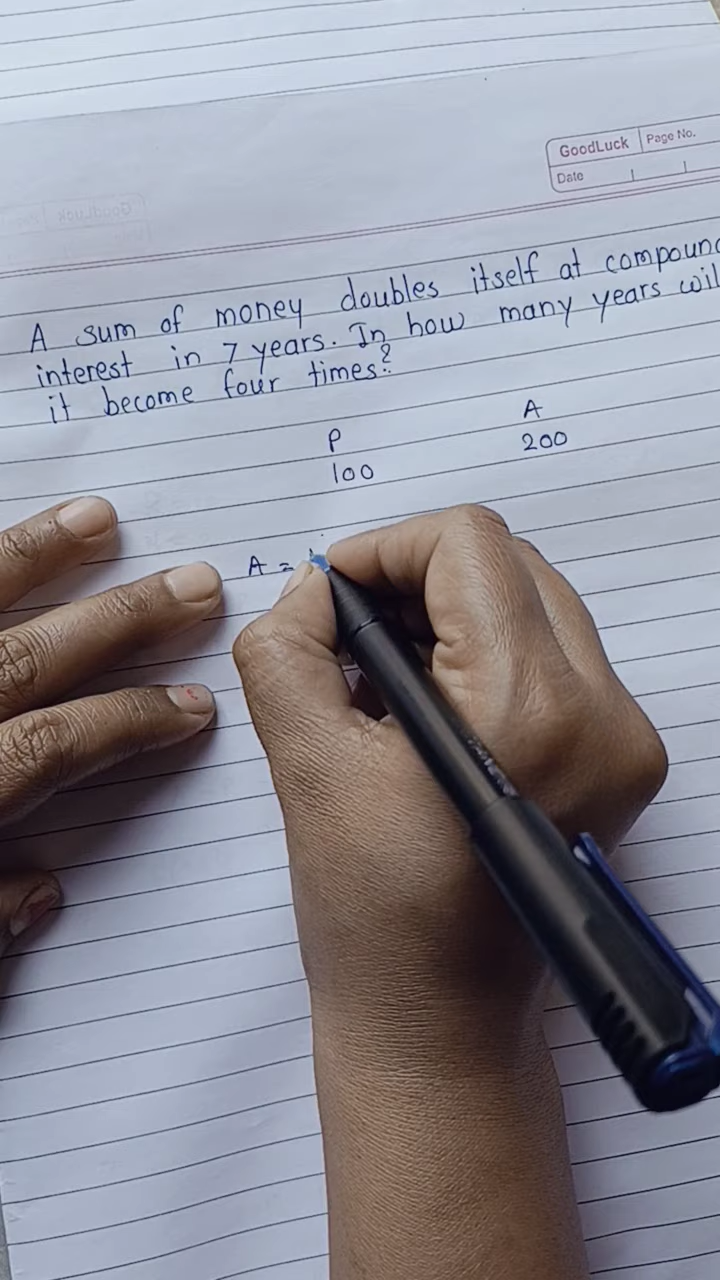 GoodLuck Page No.
Date
A sum of money doubles itself at compound
interest in 7 years. In how many years will
it become four times?
P A
100 200
A =